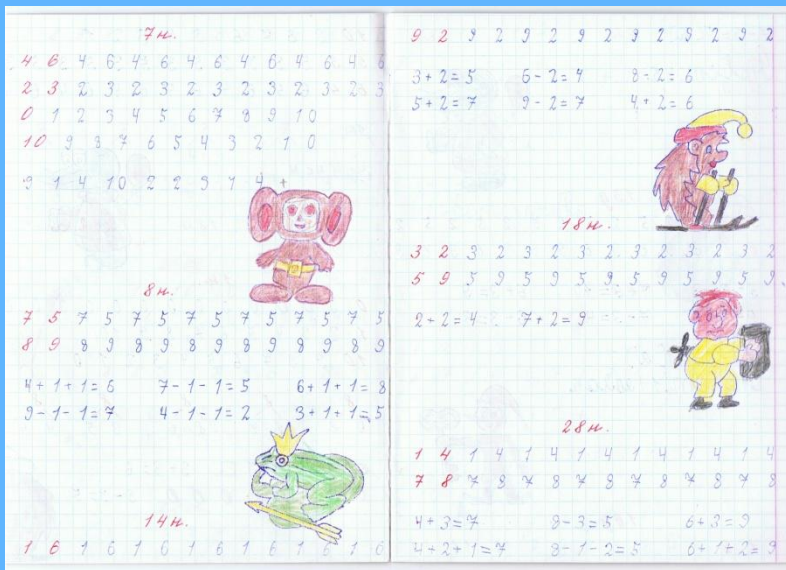 7н.
4 6 4 6 4 6 4 6 4 6 4 6 4 6 4 6
2 3 2 3 2 3 2 3 2 3 2 3 2 3 2 3
0 1 2 3 4 5 6 7 8 9 10
10 9 8 7 6 5 4 3 2 1 0
9 1 4 10 2 2 9 7 4 +
8н.
7 5 7 5 7 5 7 5 7 5 7 5 7 5
8 9 8 9 8 9 8 9 8 9 8 9 8 9
4+1+1=6 7-1-1=5 6+1+1=8
9-1-1=7 4-1-1=2 3+1+1=5
14н.
1 6 1 6 1 6 1 6 1 6 1 6 1 6
9 2 9 2 9 2 9 2 9 2 9 2 9 2
3+2=5 6-2=4 8-2=6
5+2=7 9-2=7 4+2=6
18н.
3 2 3 2 3 2 3 2 3 2 3 2 3 2
5 9 5 9 5 9 5 9 5 9 5 9 5 9
2+2=4 7+2=9
28н.
1 4 1 4 1 4 1 4 1 4 1 4 1 4
7 8 7 8 7 8 7 8 7 8 7 8 7 8
4+3=7 8-3=5 6+3=9
4+2+1=7 8-1-2=5 6+1+2=9